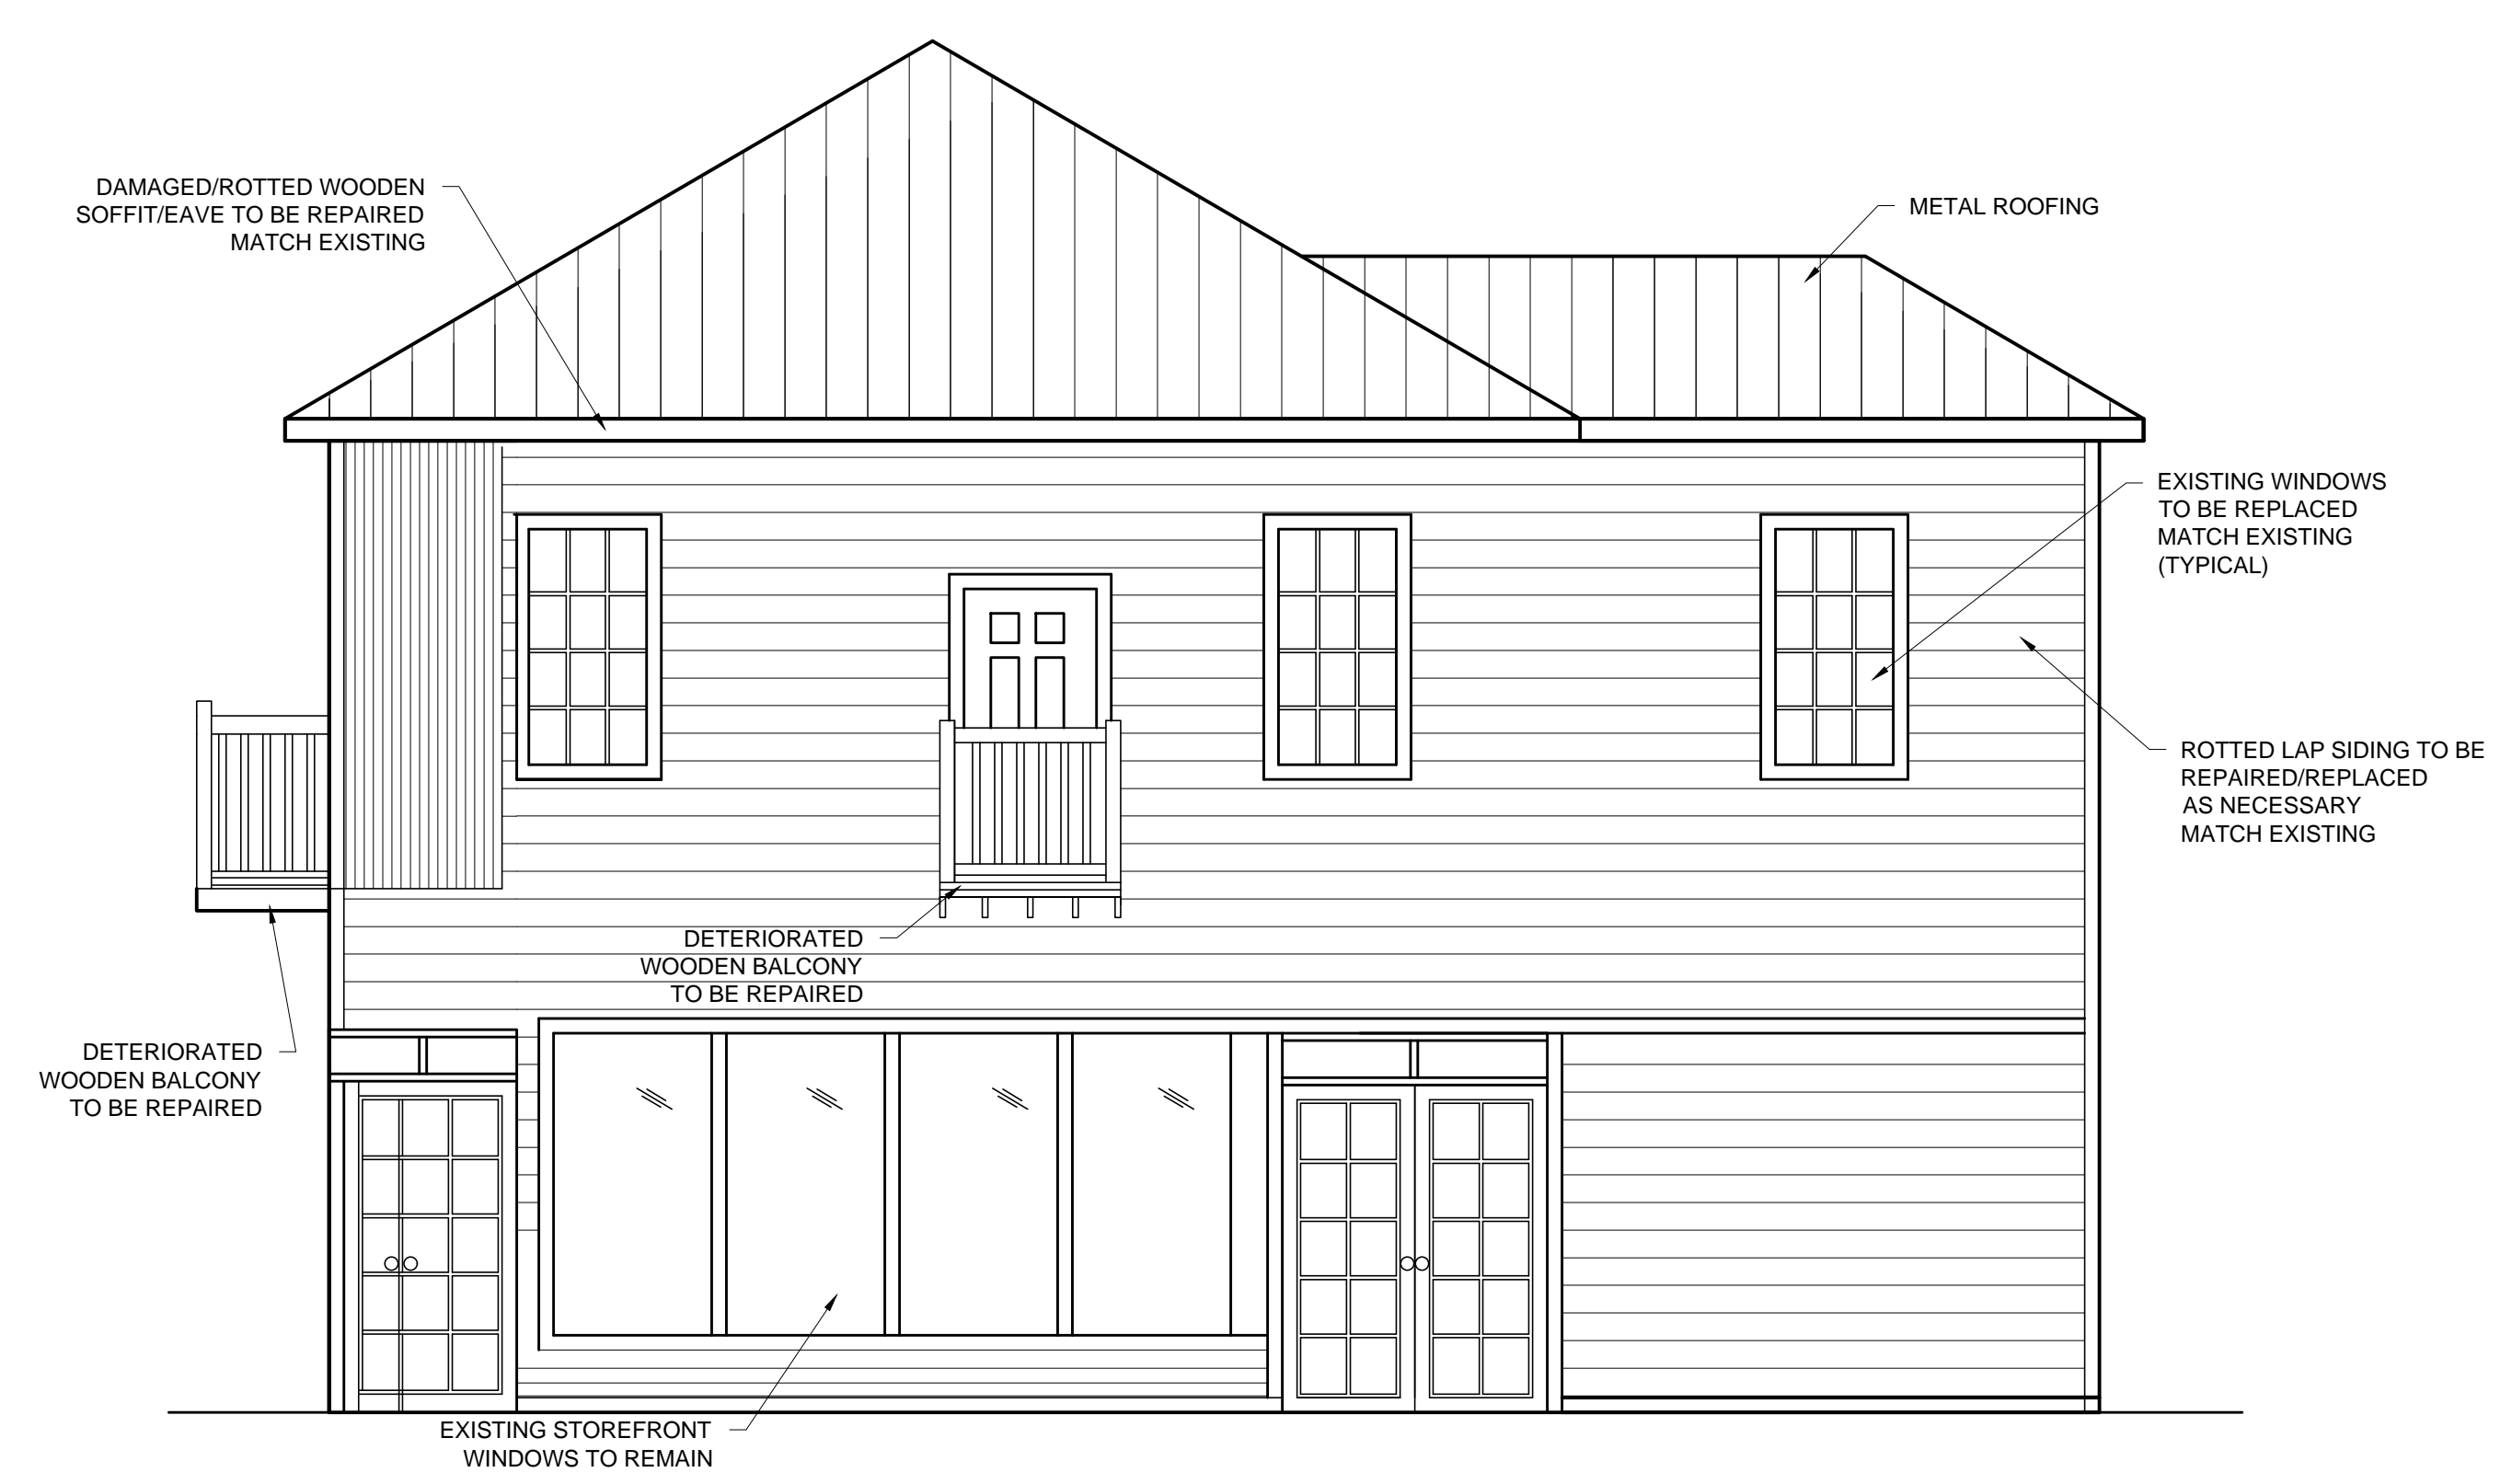 DAMAGED/ROTTED WOODEN
SOFFIT/EAVE TO BE REPAIRED
MATCH EXISTING
METAL ROOFING
EXISTING WINDOWS
TO BE REPLACED
MATCH EXISTING
(TYPICAL)
ROTTED LAP SIDING TO BE
REPAIRED/REPLACED
AS NECESSARY
MATCH EXISTING
DETERIORATED
WOODEN BALCONY
TO BE REPAIRED
DETERIORATED
WOODEN BALCONY
TO BE REPAIRED
EXISTING STOREFRONT
WINDOWS TO REMAIN